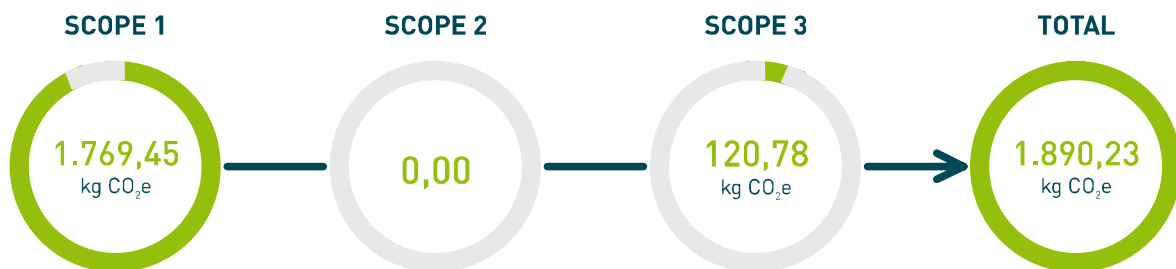 SCOPE 1
SCOPE 2
SCOPE 3
TOTAL
1.769,45
kg CO₂e
0,00
120,78
kg CO₂e
1.890,23
kg CO₂e